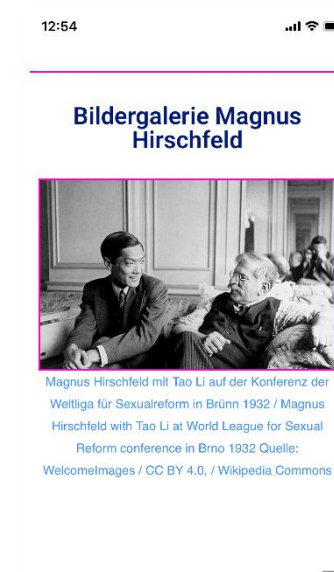 12:54
Bildergalerie Magnus
Hirschfeld
Magnus Hirschfeld mit Tao Li auf der Konferenz der
Weltliga für Sexualreform in Brünn 1932 / Magnus
Hirschfeld with Tao Li at World League for Sexual
Reform conference in Brno 1932 Quelle:
WelcomeImages / CC BY 4.0, / Wikipedia Commons